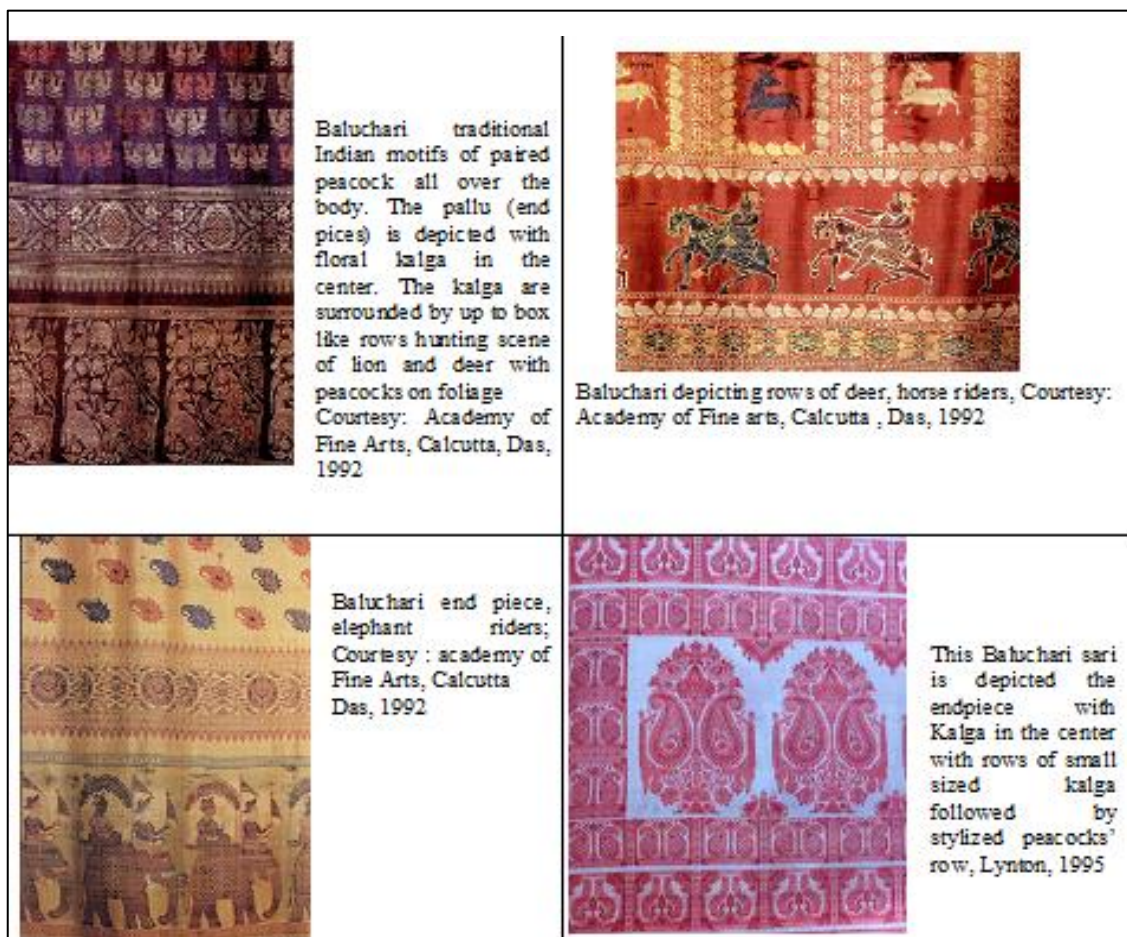 Baluchari traditional
Indian motifs of paired
peacock all over the
body. The pallu (end
pices) is depicted with
floral kalga in the
center. The kalga are
surrounded by up to box
like rows hunting scene
of lion and deer with
peacocks on foliage
Courtesy: Academy of
Fine Arts, Calcutta, Das,
1992
Baluchari depicting rows of deer, horse riders, Courtesy:
Academy of Fine arts, Calcutta , Das, 1992
Baluchari end piece,
elephant riders;
Courtesy : academy of
Fine Arts, Calcutta
Das, 1992
This Baluchari sari
is depicted the
endpiece with
Kalga in the center
with rows of small
sized kalga
followed by
stylized peacocks’
row, Lynton, 1995